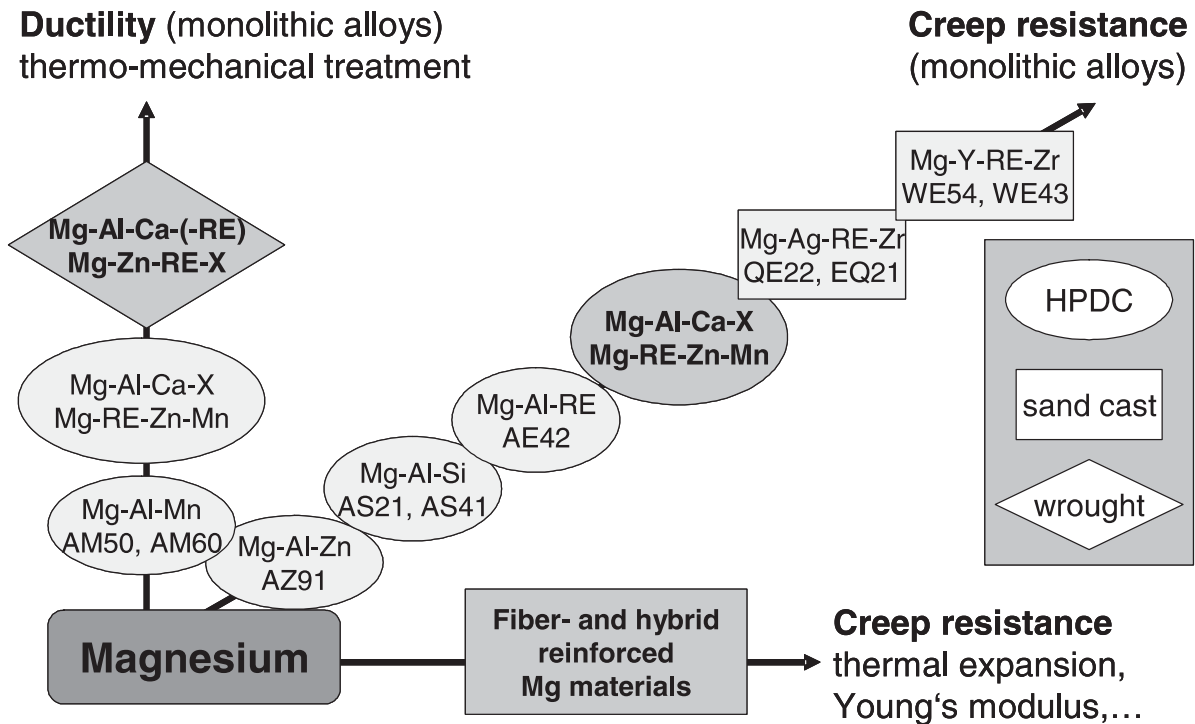 Ductility (monolithic alloys)
thermo-mechanical treatment
Creep resistance
(monolithic alloys)
Mg-Y-RE-Zr
WE54, WE43
Mg-Al-Ca-(-RE)
Mg-Zn-RE-X
Mg-Ag-RE-Zr
QE22, EQ21
HPDC
Mg-Al-Ca-X
Mg-RE-Zn-Mn
Mg-Al-Ca-X
Mg-RE-Zn-Mn
Mg-Al-RE
AE42
sand cast
Mg-Al-Si
AS21, AS41
Mg-Al-Mn
AM50, AM60
wrought
Mg-Al-Zn
AZ91
Magnesium
Fiber- and hybrid
reinforced
Mg materials
Creep resistance
thermal expansion,
Young‘s modulus,...